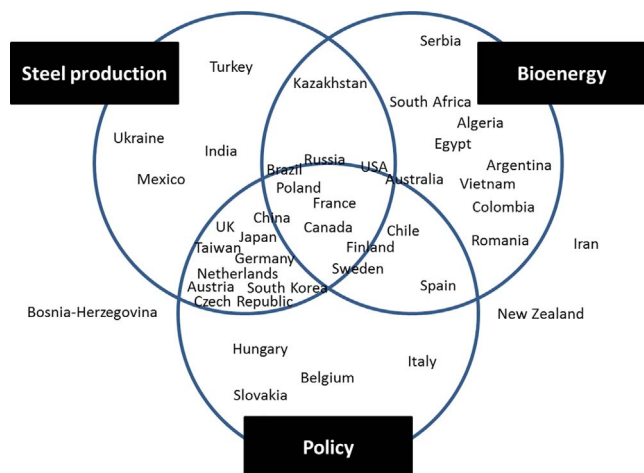 Serbia
Steel production
Bioenergy
Turkey
Kazakhstan
South Africa
Algeria
Ukraine
Egypt
India
Russia
USA
Argentina
Brazil
Mexico
Australia
Vietnam
Poland
France
Colombia
China
UK
Canada
Chile
Japan
Taiwan
Finland
Romania
Iran
Germany
Sweden
Netherlands
Austria
South Korea
Spain
Czech Republic
Bosnia-Herzegovina
New Zealand
Hungary
Italy
Belgium
Slovakia
Policy